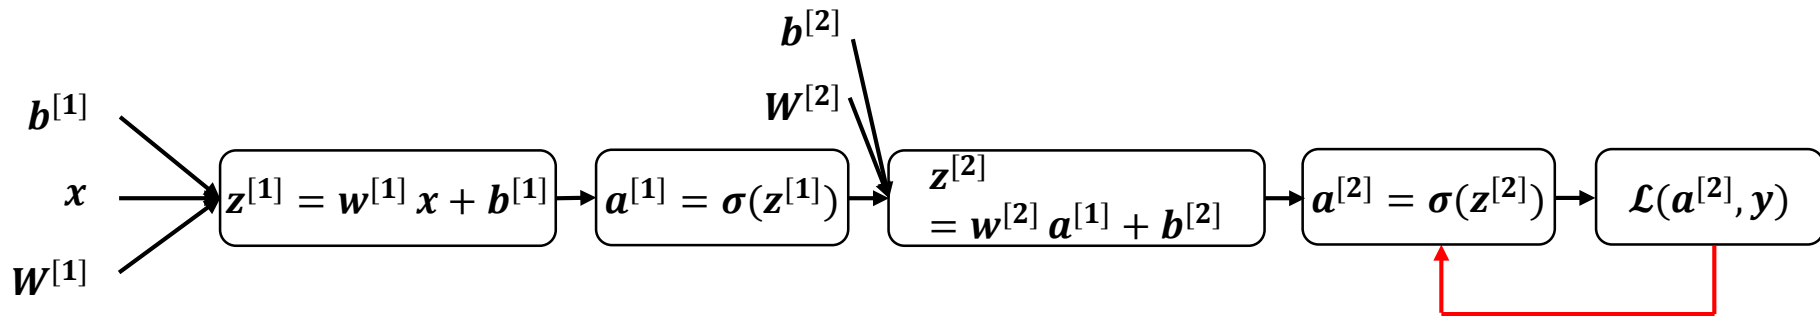 b^[1]
x
W^[1]
z^[1] = w^[1] x + b^[1]
a^[1] = σ(z^[1])
b^[2]
W^[2]
z^[2]
= w^[2] a^[1] + b^[2]
a^[2] = σ(z^[2])
ℒ(a^[2], y)